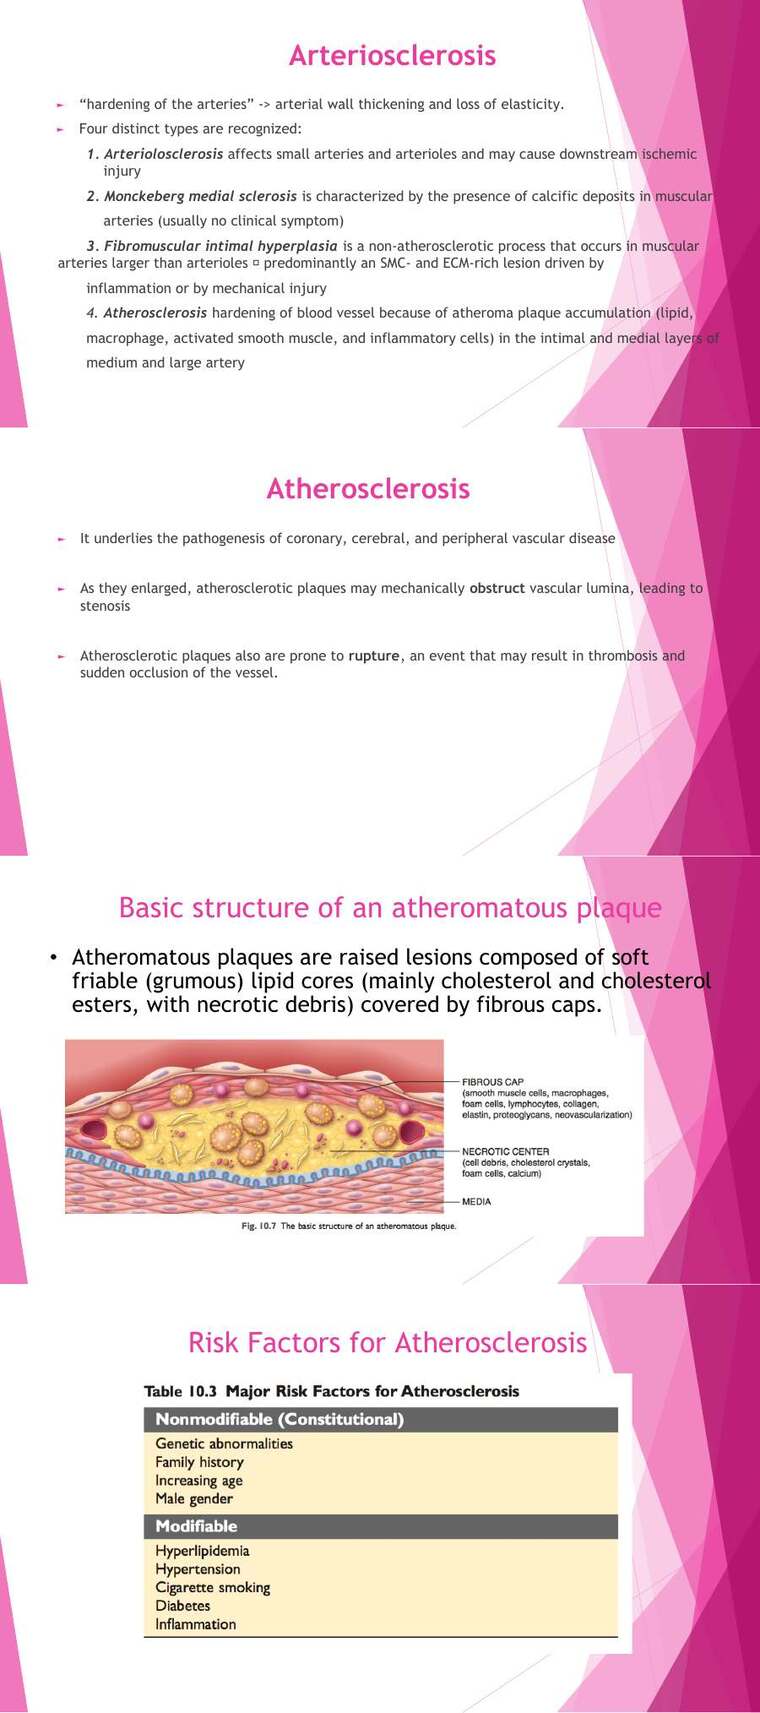 Arteriosclerosis
► “hardening of the arteries” -> arterial wall thickening and loss of elasticity.
► Four distinct types are recognized:
1. Arteriolosclerosis affects small arteries and arterioles and may cause downstream ischemic
injury
2. Monckeberg medial sclerosis is characterized by the presence of calcific deposits in muscular
arteries (usually no clinical symptom)
3. Fibromuscular intimal hyperplasia is a non-atherosclerotic process that occurs in muscular
arteries larger than arterioles ¤ predominantly an SMC- and ECM-rich lesion driven by
inflammation or by mechanical injury
4. Atherosclerosis hardening of blood vessel because of atheroma plaque accumulation (lipid,
macrophage, activated smooth muscle, and inflammatory cells) in the intimal and medial layers of
medium and large artery
Atherosclerosis
► It underlies the pathogenesis of coronary, cerebral, and peripheral vascular disease
► As they enlarged, atherosclerotic plaques may mechanically obstruct vascular lumina, leading to
stenosis
► Atherosclerotic plaques also are prone to rupture, an event that may result in thrombosis and
sudden occlusion of the vessel.
Basic structure of an atheromatous plaque
• Atheromatous plaques are raised lesions composed of soft
friable (grumous) lipid cores (mainly cholesterol and cholesterol
esters, with necrotic debris) covered by fibrous caps.
FIBROUS CAP
(smooth muscle cells, macrophages,
foam cells, lymphocytes, collagen,
elastin, proteoglycans, neovascularization)
NECROTIC CENTER
(cell debris, cholesterol crystals,
foam cells, calcium)
MEDIA
Fig. 10.7 The basic structure of an atheromatous plaque.
Risk Factors for Atherosclerosis
Table 10.3 Major Risk Factors for Atherosclerosis
Nonmodifiable (Constitutional)
Genetic abnormalities
Family history
Increasing age
Male gender
Modifiable
Hyperlipidemia
Hypertension
Cigarette smoking
Diabetes
Inflammation